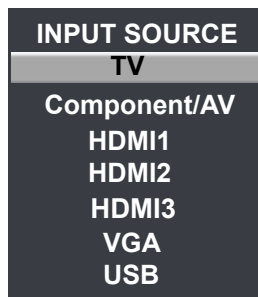 INPUT SOURCE
TV
Component/AV
HDMI1
HDMI2
HDMI3
VGA
USB